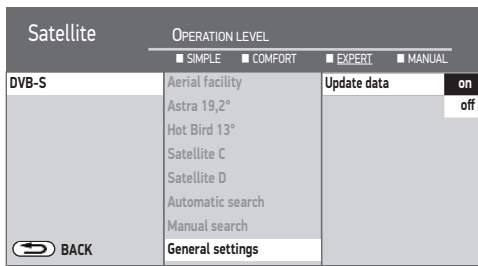 Satellite
OPERATION LEVEL
SIMPLE COMFORT EXPERT MANUAL
DVB-S
Aerial facility
Astra 19,2°
Hot Bird 13°
Satellite C
Satellite D
Automatic search
Manual search
General settings
Update data on
off
BACK